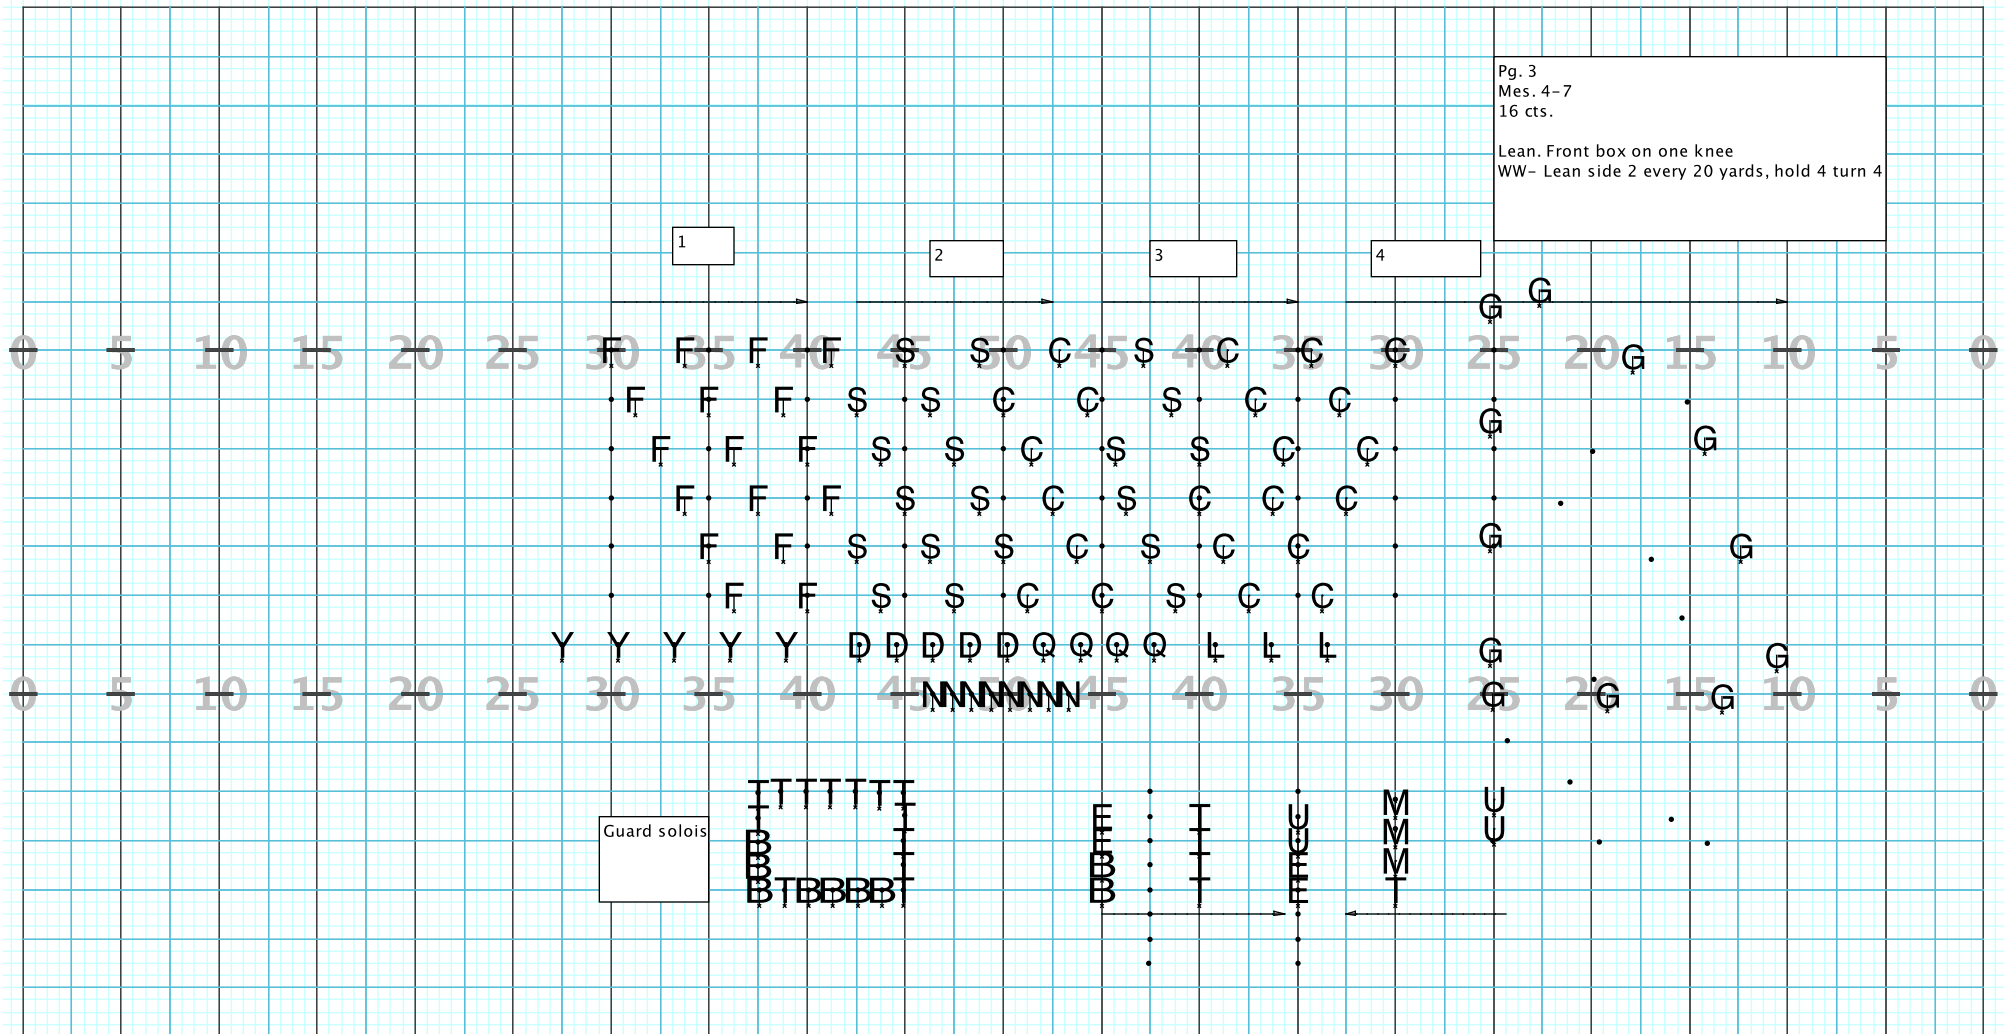 Pg. 3
Mes. 4-7
16 cts.
Lean. Front box on one knee
WW- Lean side 2 every 20 yards, hold 4 turn 4
1
2
3
4
G
G
0 5 10 15 20 25 30 35 40 45 50 45 40 35 30 25 20 15 10 5 0
F F F F S S C S C C C
G
F F F S S C C S C C
G
G
F F F S S C S S C C
F F F S S C S C C C
G
F F S S S C S C C
G
F F S S C C S C C
Y Y Y Y Y D D D D D Q Q Q Q L L L
G
G
0 5 10 15 20 25 30 35 40 45 50 45 40 35 30 25 20 15 10 5 0
N N N N N N N N
G G G
T T T T T T T
T T
B T
B T
B T B B B B T
E T U M U
E T U M U
B T E M
B T E T
Guard solois